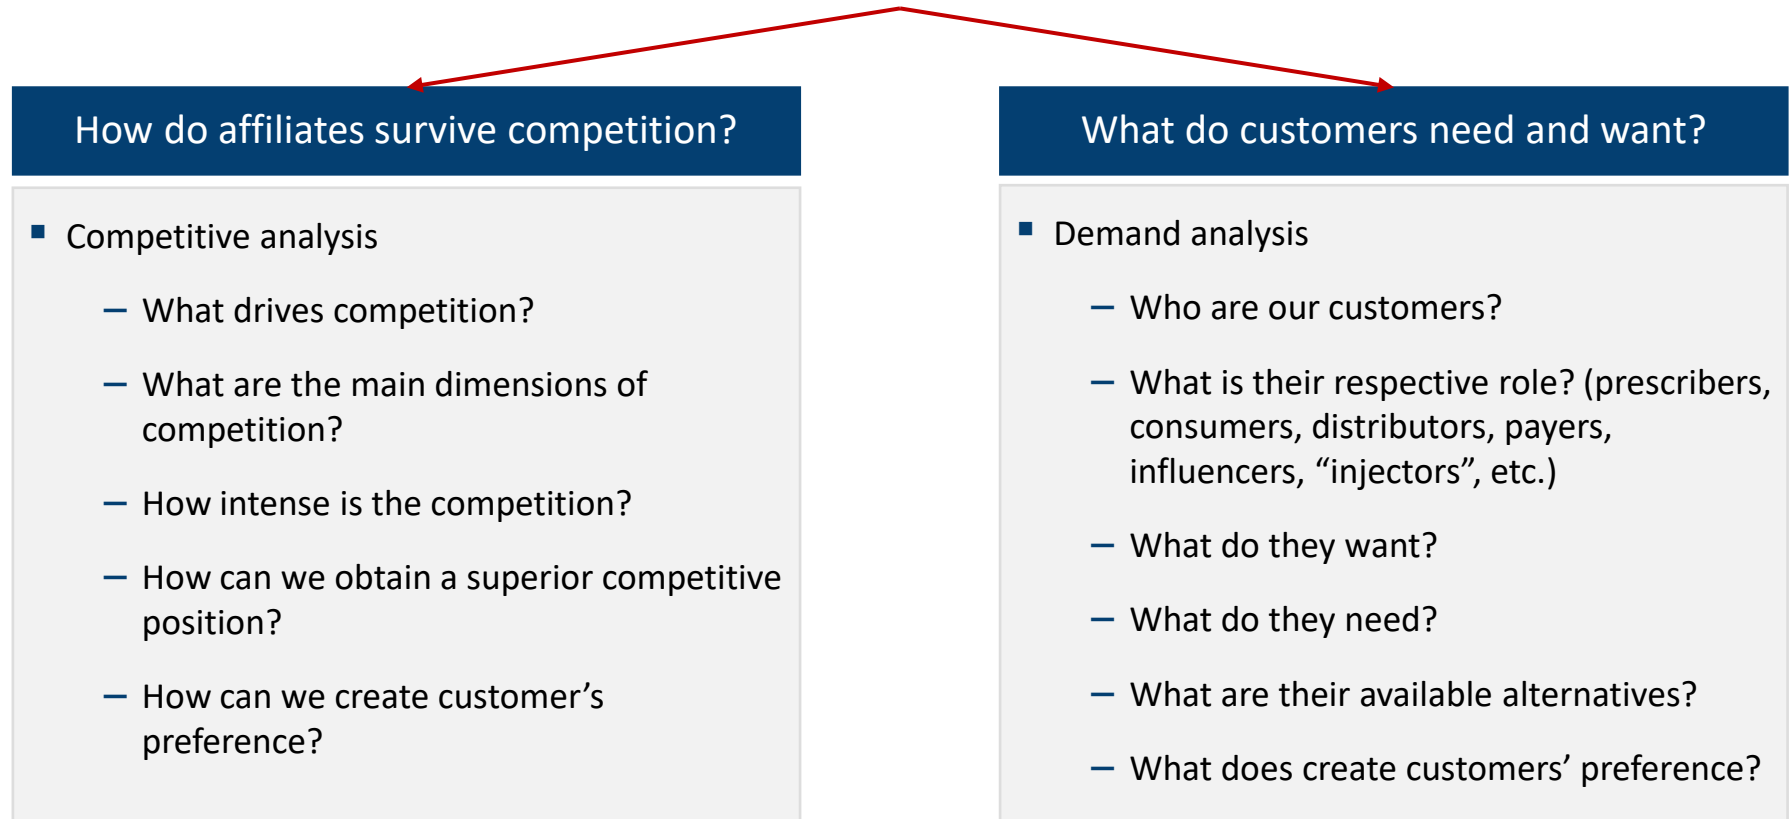 How do affiliates survive competition?
▪ Competitive analysis
– What drives competition?
– What are the main dimensions of
competition?
– How intense is the competition?
– How can we obtain a superior competitive
position?
– How can we create customer’s
preference?
What do customers need and want?
▪ Demand analysis
– Who are our customers?
– What is their respective role? (prescribers,
consumers, distributors, payers,
influencers, “injectors”, etc.)
– What do they want?
– What do they need?
– What are their available alternatives?
– What does create customers’ preference?